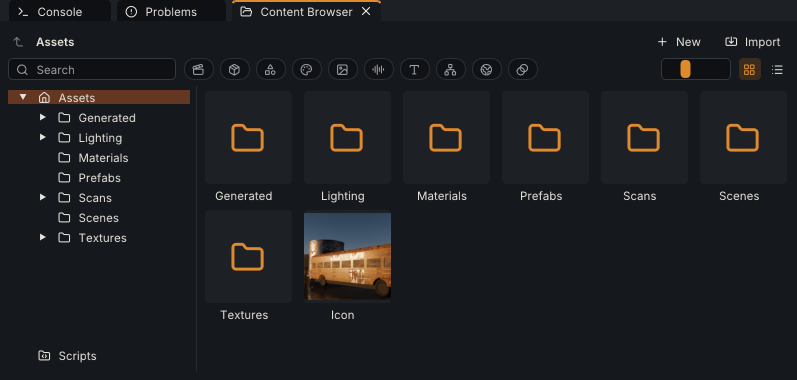 Console
Problems
Content Browser
Assets
New
Import
Search
Assets
Generated
Lighting
Materials
Prefabs
Scans
Scenes
Textures
Scripts
Generated
Lighting
Materials
Prefabs
Scans
Scenes
Textures
Icon